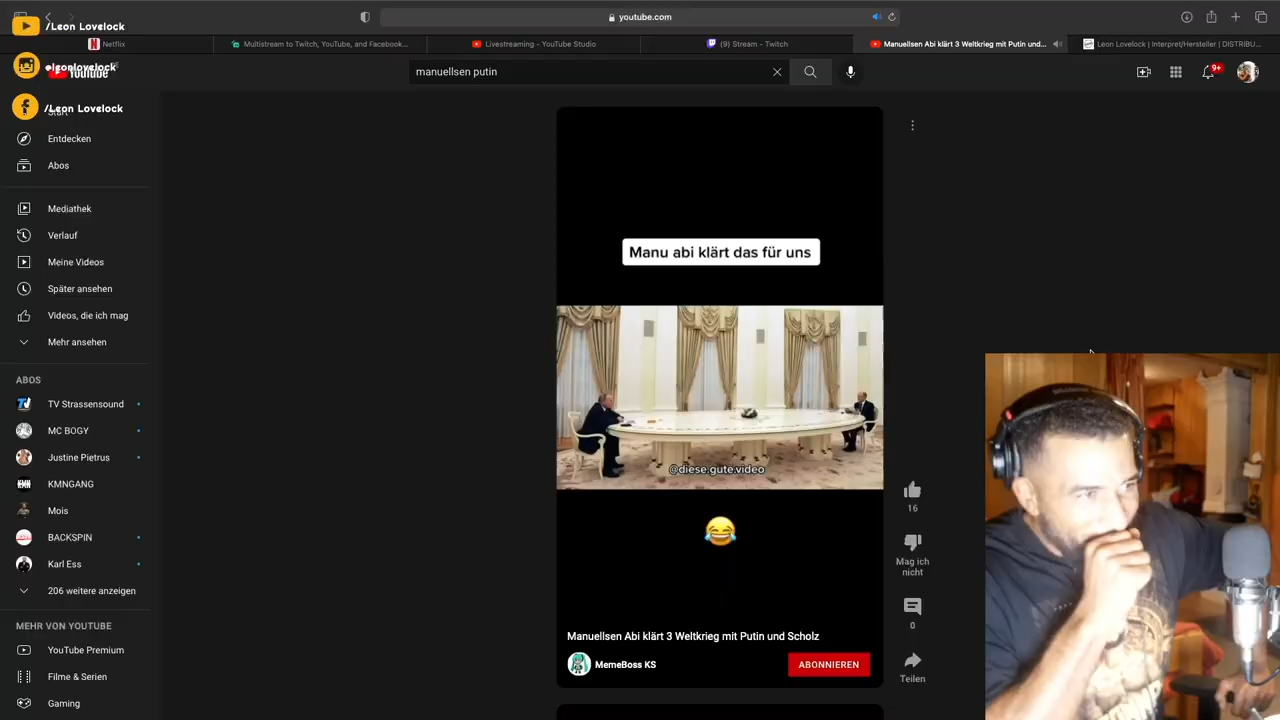 /Leon Lovelock
youtube.com
Netflix
Multistream to Twitch, YouTube, and Facebook...
Livestreaming - YouTube Studio
(9) Stream - Twitch
Manuellsen Abi klärt 3 Weltkrieg mit Putin und...
Leon Lovelock | Interpret/Hersteller | DISTRIBU...
@leonlovelock
YouTube
manuellsen putin
9+
/Leon Lovelock
Start
Entdecken
Abos
Mediathek
Verlauf
Meine Videos
Später ansehen
Videos, die ich mag
Mehr ansehen
ABOS
TV Strassensound
MC BOGY
Justine Pietrus
KMNGANG
Mois
BACKSPIN
Karl Ess
206 weitere anzeigen
MEHR VON YOUTUBE
YouTube Premium
Filme & Serien
Gaming
Manu abi klärt das für uns
@diese.gute.video
16
Mag ich
nicht
0
Teilen
Manuellsen Abi klärt 3 Weltkrieg mit Putin und Scholz
MemeBoss KS
ABONNIEREN